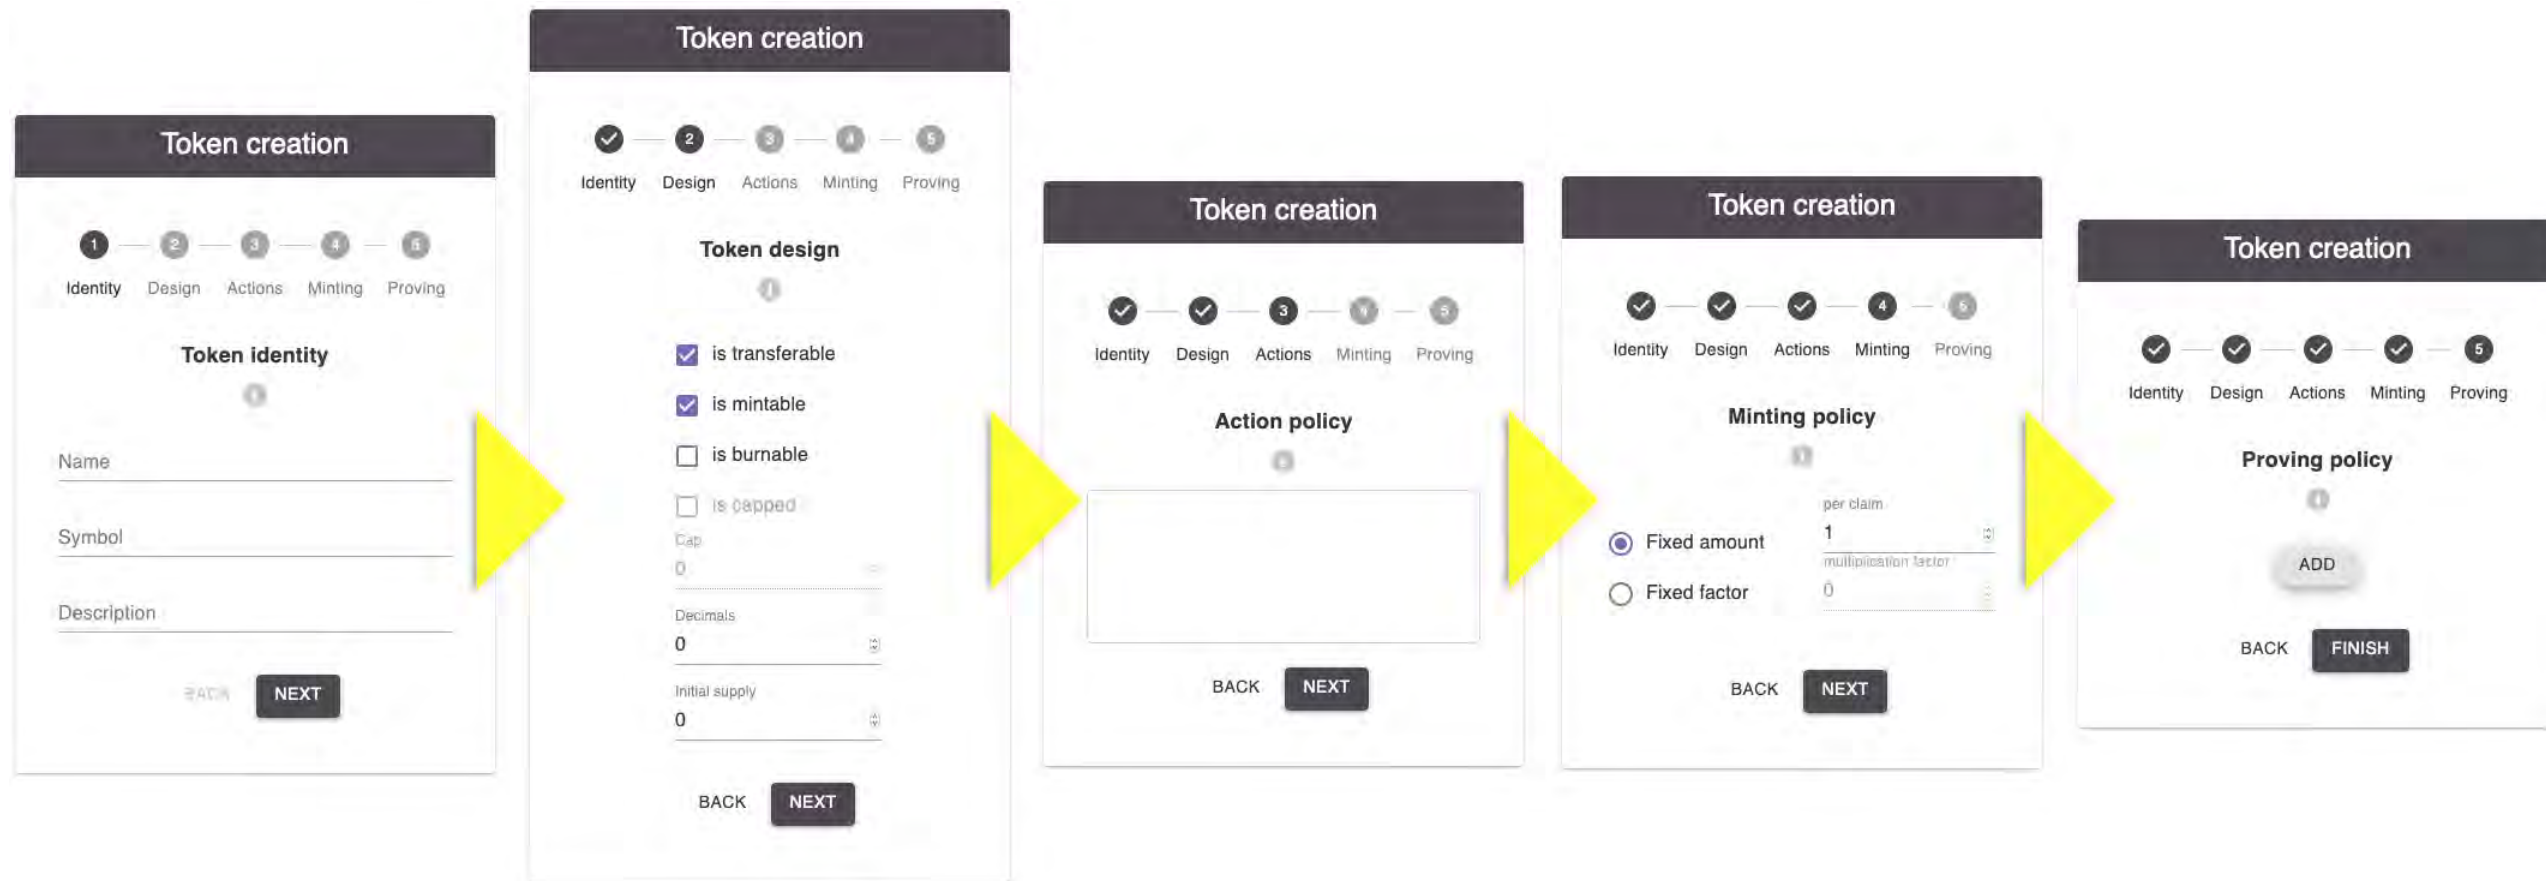 Token creation
1 2 3 4 5
Identity Design Actions Minting Proving
Token identity
Name
Symbol
Description
BACK NEXT
Token creation
2 3 4 5
Identity Design Actions Minting Proving
Token design
is transferable
is mintable
is burnable
is capped
Cap
0
Decimals
0
Initial supply
0
BACK NEXT
Token creation
3 4 5
Identity Design Actions Minting Proving
Action policy
BACK NEXT
Token creation
4 5
Identity Design Actions Minting Proving
Minting policy
per claim
Fixed amount 1
multiplication factor
Fixed factor 0
BACK NEXT
Token creation
5
Identity Design Actions Minting Proving
Proving policy
ADD
BACK FINISH